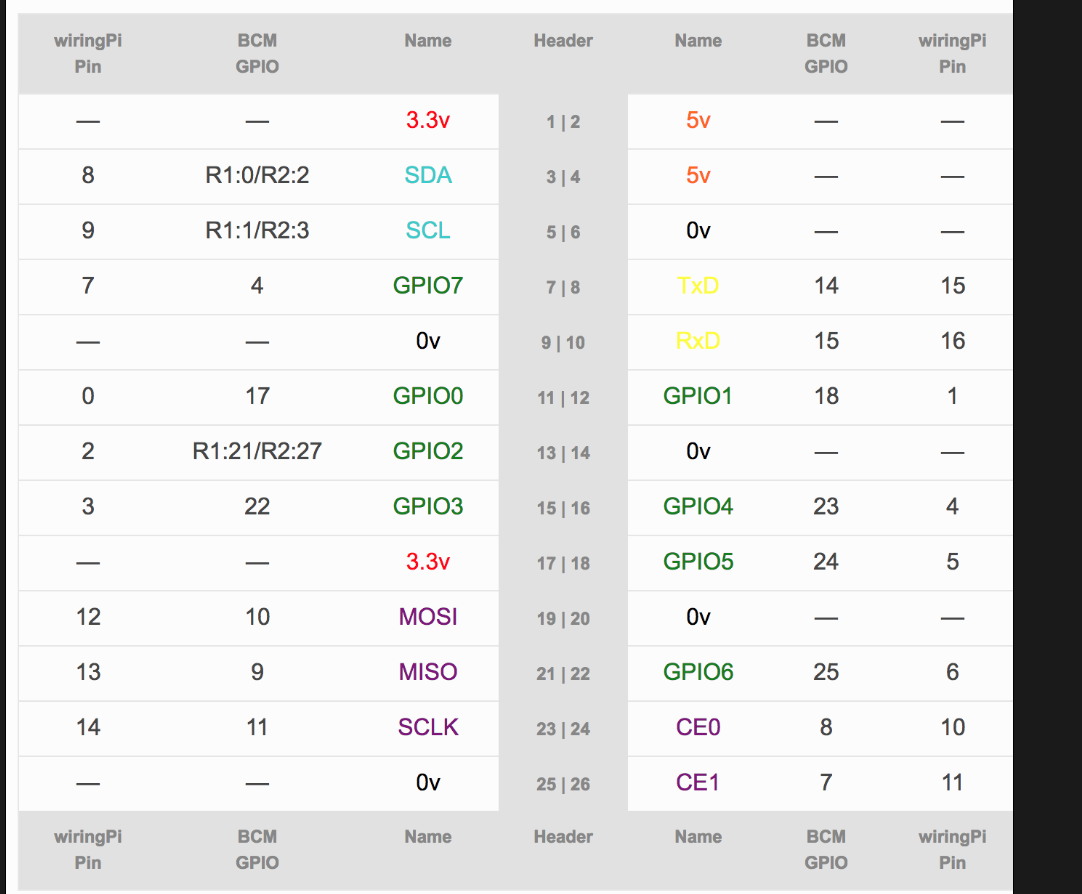 wiringPi Pin BCM GPIO Name Header Name BCM GPIO wiringPi Pin
— — 3.3v 1 | 2 5v — —
8 R1:0/R2:2 SDA 3 | 4 5v — —
9 R1:1/R2:3 SCL 5 | 6 0v — —
7 4 GPIO7 7 | 8 TxD 14 15
— — 0v 9 | 10 RxD 15 16
0 17 GPIO0 11 | 12 GPIO1 18 1
2 R1:21/R2:27 GPIO2 13 | 14 0v — —
3 22 GPIO3 15 | 16 GPIO4 23 4
— — 3.3v 17 | 18 GPIO5 24 5
12 10 MOSI 19 | 20 0v — —
13 9 MISO 21 | 22 GPIO6 25 6
14 11 SCLK 23 | 24 CE0 8 10
— — 0v 25 | 26 CE1 7 11
wiringPi Pin BCM GPIO Name Header Name BCM GPIO wiringPi Pin